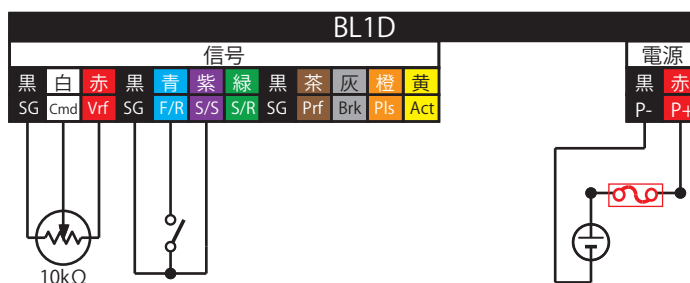 BL1D
信号 電源
黒 白 赤 黒 青 紫 緑 黒 茶 灰 橙 黄 黒 赤
SG Cmd Vrf SG F/R S/S S/R SG Prf Brk Pls Act P- P+
10kΩ